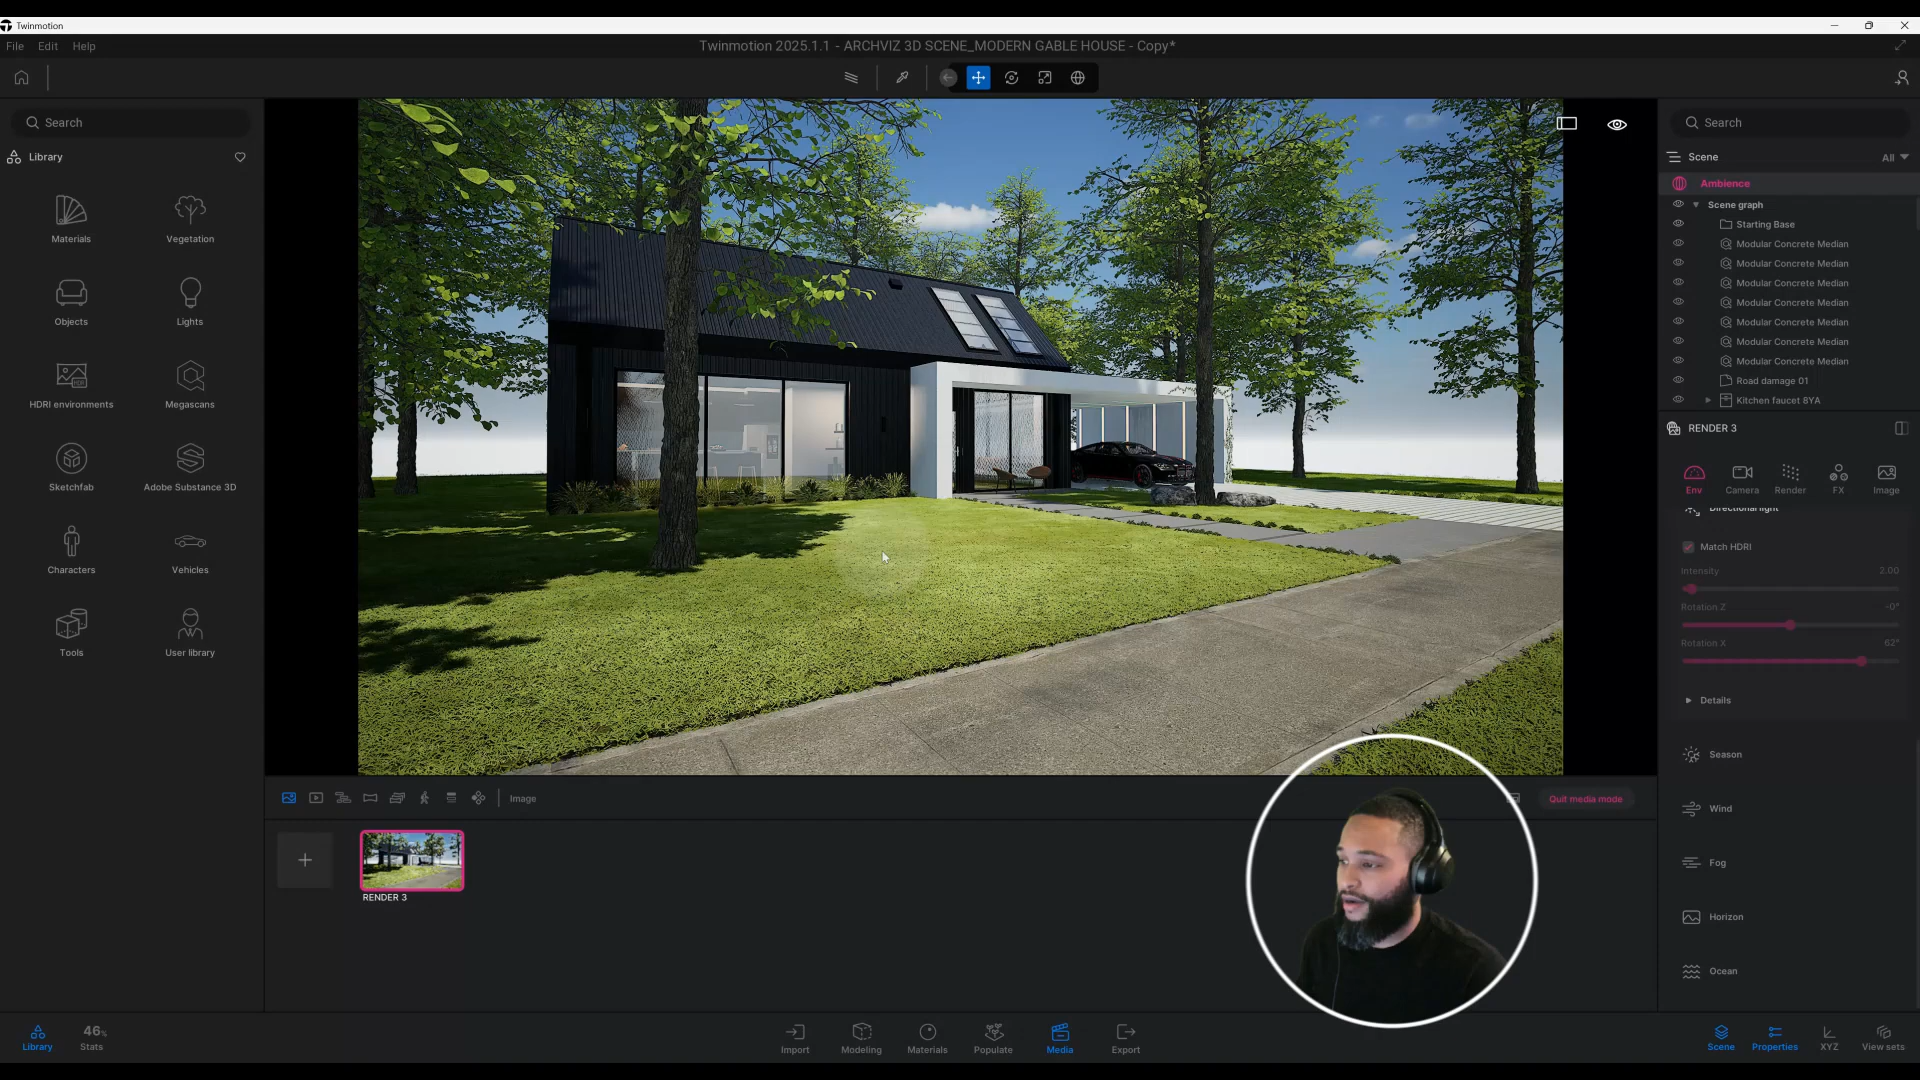 Twinmotion
File Edit Help
Twinmotion 2025.1.1 - ARCHVIZ 3D SCENE_MODERN GABLE HOUSE - Copy*
Search
Library
Materials
Vegetation
Objects
Lights
HDRI environments
Megascans
Sketchfab
Adobe Substance 3D
Characters
Vehicles
Tools
User library
Image
Quit media mode
RENDER 3
Search
Scene
All
Ambience
Scene graph
Starting Base
Modular Concrete Median
Modular Concrete Median
Modular Concrete Median
Modular Concrete Median
Modular Concrete Median
Modular Concrete Median
Modular Concrete Median
Road damage 01
Kitchen faucet 8YA
RENDER 3
Env Camera Render FX Image
Directional light
Match HDRI
Intensity 2.00
Rotation Z -0°
Rotation X 62°
Details
Season
Wind
Fog
Horizon
Ocean
Library
46%
Stats
Import Modeling Materials Populate Media Export
Scene Properties XYZ View sets